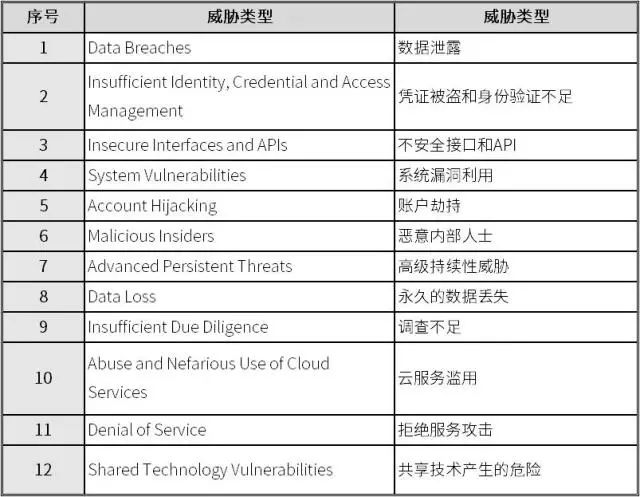 序号 威胁类型 威胁类型
1 Data Breaches 数据泄露
2 Insufficient Identity, Credential and Access
Management 凭证被盗和身份验证不足
3 Insecure Interfaces and APIs 不安全接口和API
4 System Vulnerabilities 系统漏洞利用
5 Account Hijacking 账户劫持
6 Malicious Insiders 恶意内部人士
7 Advanced Persistent Threats 高级持续性威胁
8 Data Loss 永久的数据丢失
9 Insufficient Due Diligence 调查不足
10 Abuse and Nefarious Use of Cloud
Services 云服务滥用
11 Denial of Service 拒绝服务攻击
12 Shared Technology Vulnerabilities 共享技术产生的危险